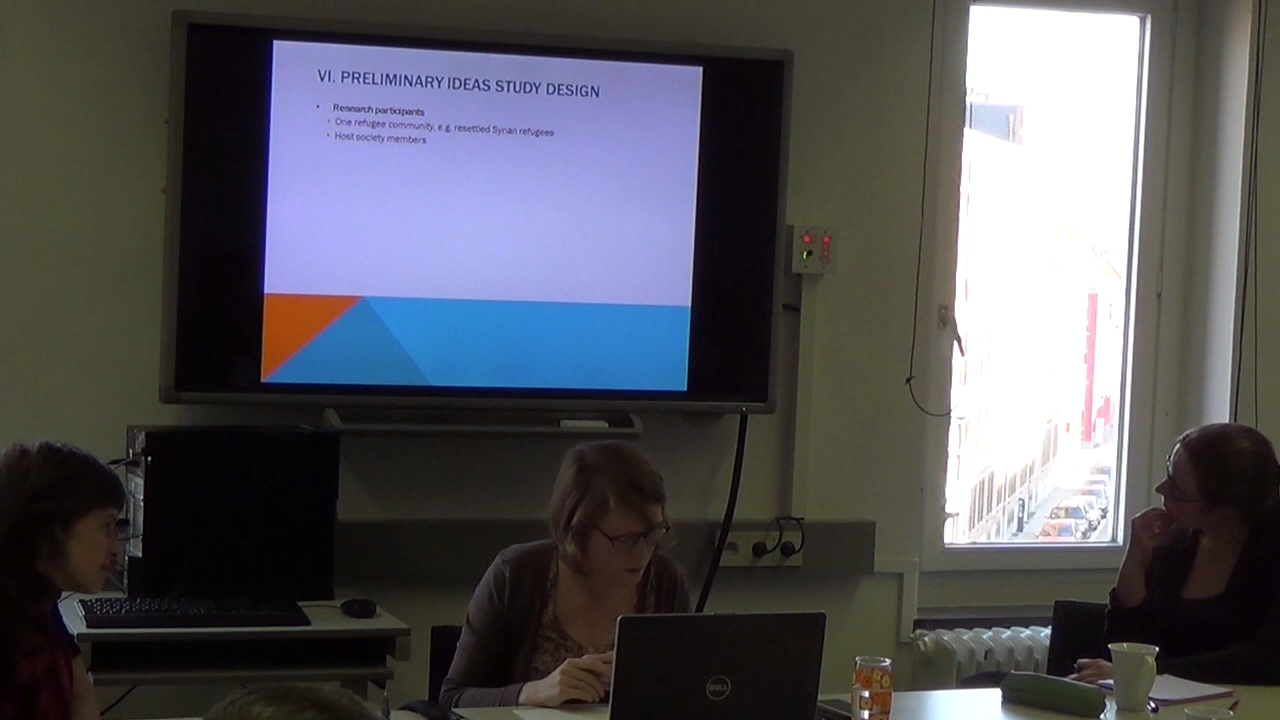 VI. PRELIMINARY IDEAS STUDY DESIGN
Research participants
One refugee community, e.g. resettled Syrian refugees
Host society members
DELL